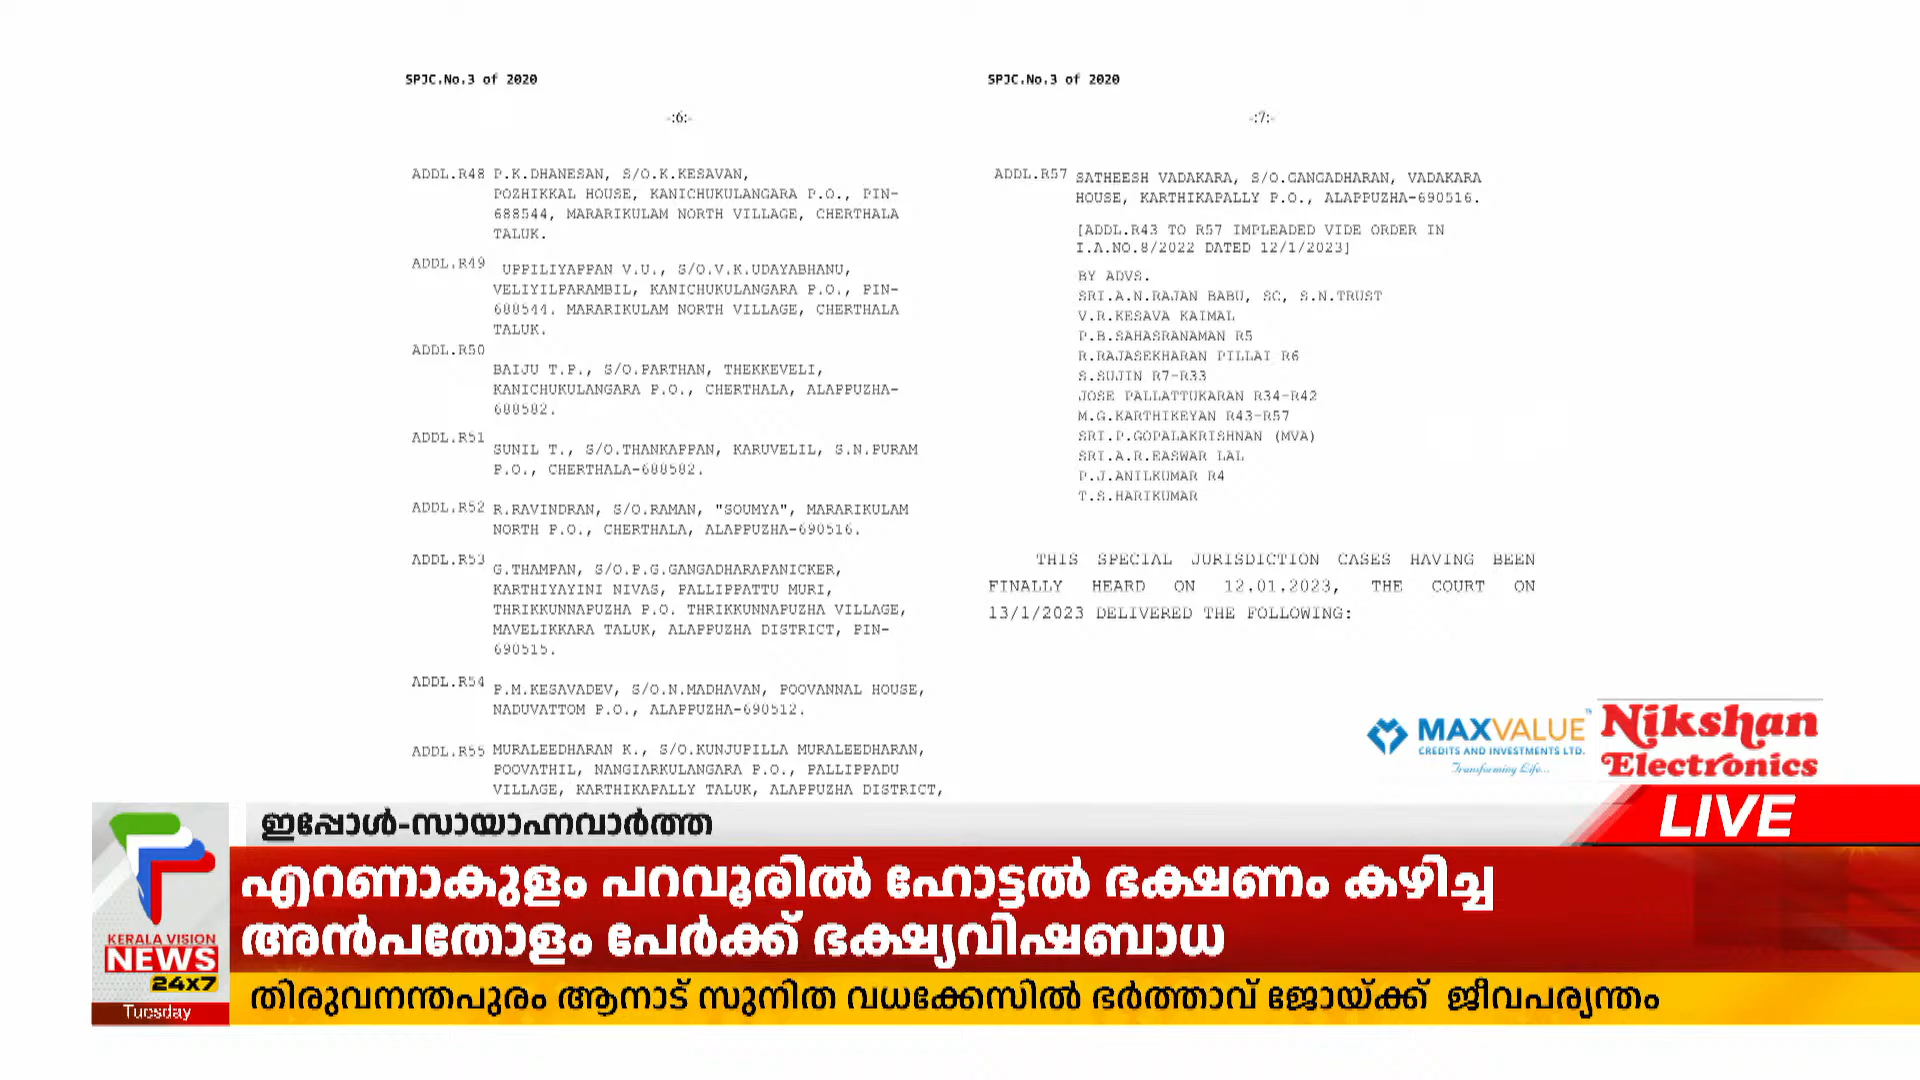 SPJC.No.3 of 2020
-:6:-
ADDL.R48 P.K.DHANESAN, S/O.K.KESAVAN,
POZHIKKAL HOUSE, KANICHUKULANGARA P.O., PIN-
688544, MARARIKULAM NORTH VILLAGE, CHERTHALA
TALUK.
ADDL.R49 UPPILIYAPPAN V.U., S/O.V.K.UDAYABHANU,
VELIYILPARAMBIL, KANICHUKULANGARA P.O., PIN-
688544. MARARIKULAM NORTH VILLAGE, CHERTHALA
TALUK.
ADDL.R50
BAIJU T.P., S/O.PARTHAN, THEKKEVELI,
KANICHUKULANGARA P.O., CHERTHALA, ALAPPUZHA-
688582.
ADDL.R51
SUNIL T., S/O.THANKAPPAN, KARUVELIL, S.N.PURAM
P.O., CHERTHALA-688582.
ADDL.R52 R.RAVINDRAN, S/O.RAMAN, "SOUMYA", MARARIKULAM
NORTH P.O., CHERTHALA, ALAPPUZHA-690516.
ADDL.R53
G.THAMPAN, S/O.P.G.GANGADHARAPANICKER,
KARTHIYAYINI NIVAS, PALLIPPATTU MURI,
THRIKKUNNAPUZHA P.O. THRIKKUNNAPUZHA VILLAGE,
MAVELIKKARA TALUK, ALAPPUZHA DISTRICT, PIN-
690515.
ADDL.R54 P.M.KESAVADEV, S/O.N.MADHAVAN, POOVANNAL HOUSE,
NADUVATTOM P.O., ALAPPUZHA-690512.
ADDL.R55 MURALEEDHARAN K., S/O.KUNJUPILLA MURALEEDHARAN,
POOVATHIL, NANGIARKULANGARA P.O., PALLIPPADU
VILLAGE, KARTHIKAPALLY TALUK, ALAPPUZHA DISTRICT,
SPJC.No.3 of 2020
-:7:-
ADDL.R57 SATHEESH VADAKARA, S/O.GANGADHARAN, VADAKARA
HOUSE, KARTHIKAPALLY P.O., ALAPPUZHA-690516.
[ADDL.R43 TO R57 IMPLEADED VIDE ORDER IN
I.A.NO.8/2022 DATED 12/1/2023]
BY ADVS.
SRI.A.N.RAJAN BABU, SC, S.N.TRUST
V.R.KESAVA KAIMAL
P.B.SAHASRANAMAN R5
R.RAJASEKHARAN PILLAI R6
S.SUJIN R7-R33
JOSE PALLATTUKARAN R34-R42
M.G.KARTHIKEYAN R43-R57
SRI.P.GOPALAKRISHNAN (MVA)
SRI.A.R.EASWAR LAL
P.J.ANILKUMAR R4
T.S.HARIKUMAR
THIS SPECIAL JURISDICTION CASES HAVING BEEN
FINALLY HEARD ON 12.01.2023, THE COURT ON
13/1/2023 DELIVERED THE FOLLOWING:
MAXVALUE
CREDITS AND INVESTMENTS LTD.
Transforming Life...
Nikshan
Electronics
ഇപ്പോൾ-സായാഹ്നവാർത്ത
LIVE
എറണാകുളം പറവൂരിൽ ഹോട്ടൽ ഭക്ഷണം കഴിച്ച
അൻപതോളം പേർക്ക് ഭക്ഷ്യവിഷബാധ
KERALA VISION
NEWS
24x7
Tuesday
തിരുവനന്തപുരം ആനാട് സുനിത വധക്കേസിൽ ഭർത്താവ് ജോയ്ക്ക് ജീവപര്യന്തം